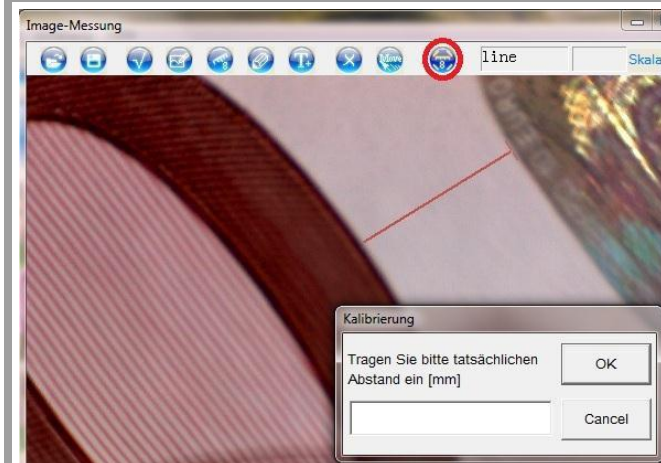 Image-Messung
line
Skala
Kalibrierung
Tragen Sie bitte tatsächlichen
Abstand ein [mm]
OK
Cancel